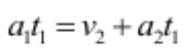 a₁t₁ = v₂ + a₂t₁